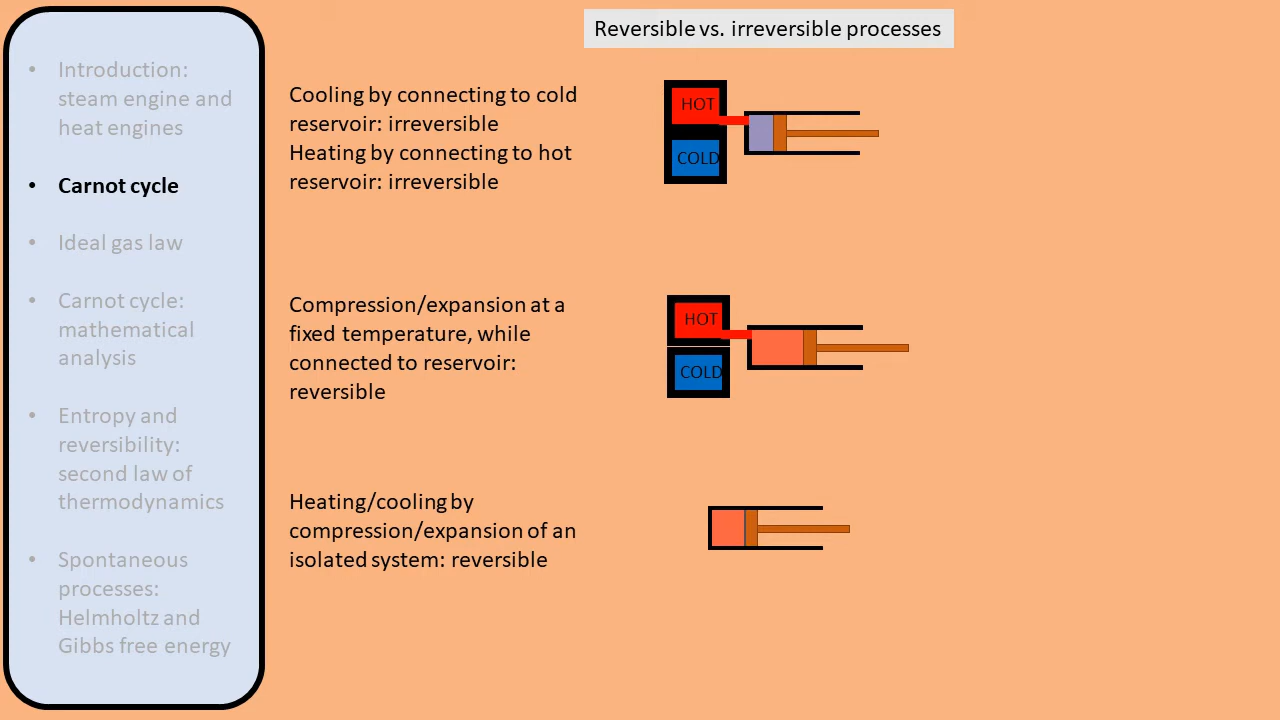 Reversible vs. irreversible processes
• Introduction:
steam engine and
heat engines
• Carnot cycle
• Ideal gas law
• Carnot cycle:
mathematical
analysis
• Entropy and
reversibility:
second law of
thermodynamics
• Spontaneous
processes:
Helmholtz and
Gibbs free energy
Cooling by connecting to cold
reservoir: irreversible
Heating by connecting to hot
reservoir: irreversible
HOT
COLD
Compression/expansion at a
fixed temperature, while
connected to reservoir:
reversible
HOT
COLD
Heating/cooling by
compression/expansion of an
isolated system: reversible